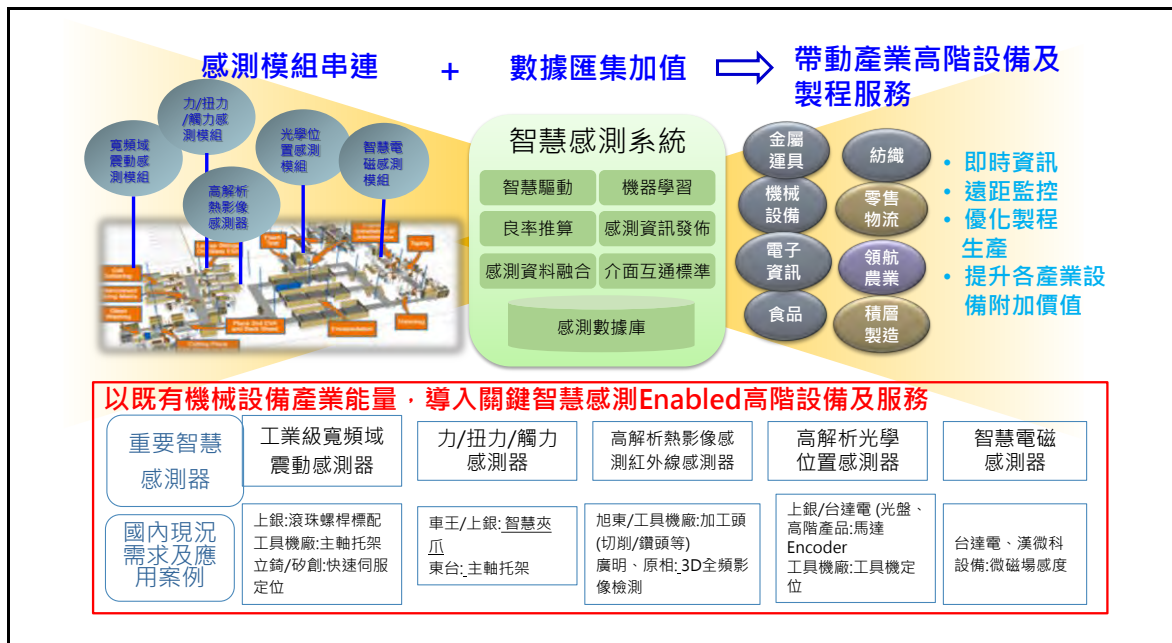 感測模組串連
+
數據匯集加值
帶動產業高階設備及
製程服務
力/扭力
/觸力感
測模組
寬頻域
震動感
測模組
光學位
置感測
模組
智慧電
磁感測
模組
高解析
熱影像
感測器
智慧感測系統
智慧驅動
機器學習
良率推算
感測資訊發佈
感測資料融合
介面互通標準
感測數據庫
金屬
運具
紡織
機械
設備
零售
物流
電子
資訊
領航
農業
食品
積層
製造
• 即時資訊
• 遠距監控
• 優化製程
生產
• 提升各產業設
備附加價值
以既有機械設備產業能量，導入關鍵智慧感測Enabled高階設備及服務
重要智慧
感測器
工業級寬頻域
震動感測器
力/扭力/觸力
感測器
高解析熱影像感
測紅外線感測器
高解析光學
位置感測器
智慧電磁
感測器
國內現況
需求及應
用案例
上銀:滾珠螺桿標配
工具機廠:主軸托架
立錡/矽創:快速伺服
定位
車王/上銀: 智慧夾
爪
東台: 主軸托架
旭東/工具機廠:加工頭
(切削/鑽頭等)
廣明、原相: 3D全頻影
像檢測
上銀/台達電 (光盤、
高階產品:馬達
Encoder
工具機廠:工具機定
位
台達電、漢微科
設備:微磁場感度